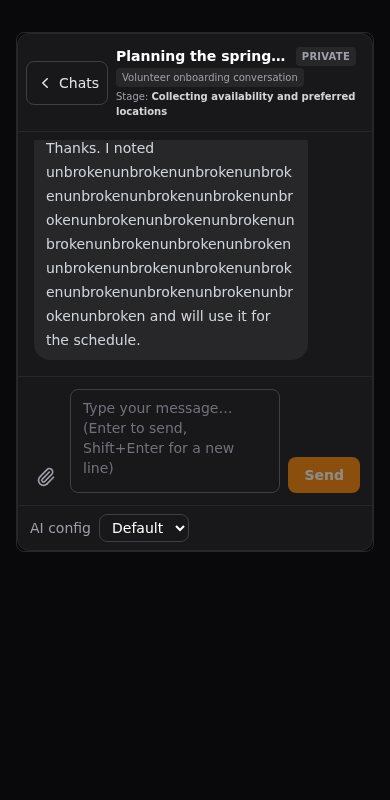 Chats
Planning the spring…
PRIVATE
Volunteer onboarding conversation
Stage: Collecting availability and preferred
locations
Thanks. I noted
unbrokenunbrokenunbrokenunbrok
enunbrokenunbrokenunbrokenunbr
okenunbrokenunbrokenunbrokenun
brokenunbrokenunbrokenunbroken
unbrokenunbrokenunbrokenunbrok
enunbrokenunbrokenunbrokenunbr
okenunbroken and will use it for
the schedule.
Type your message…
(Enter to send,
Shift+Enter for a new
line)
Send
AI config
Default